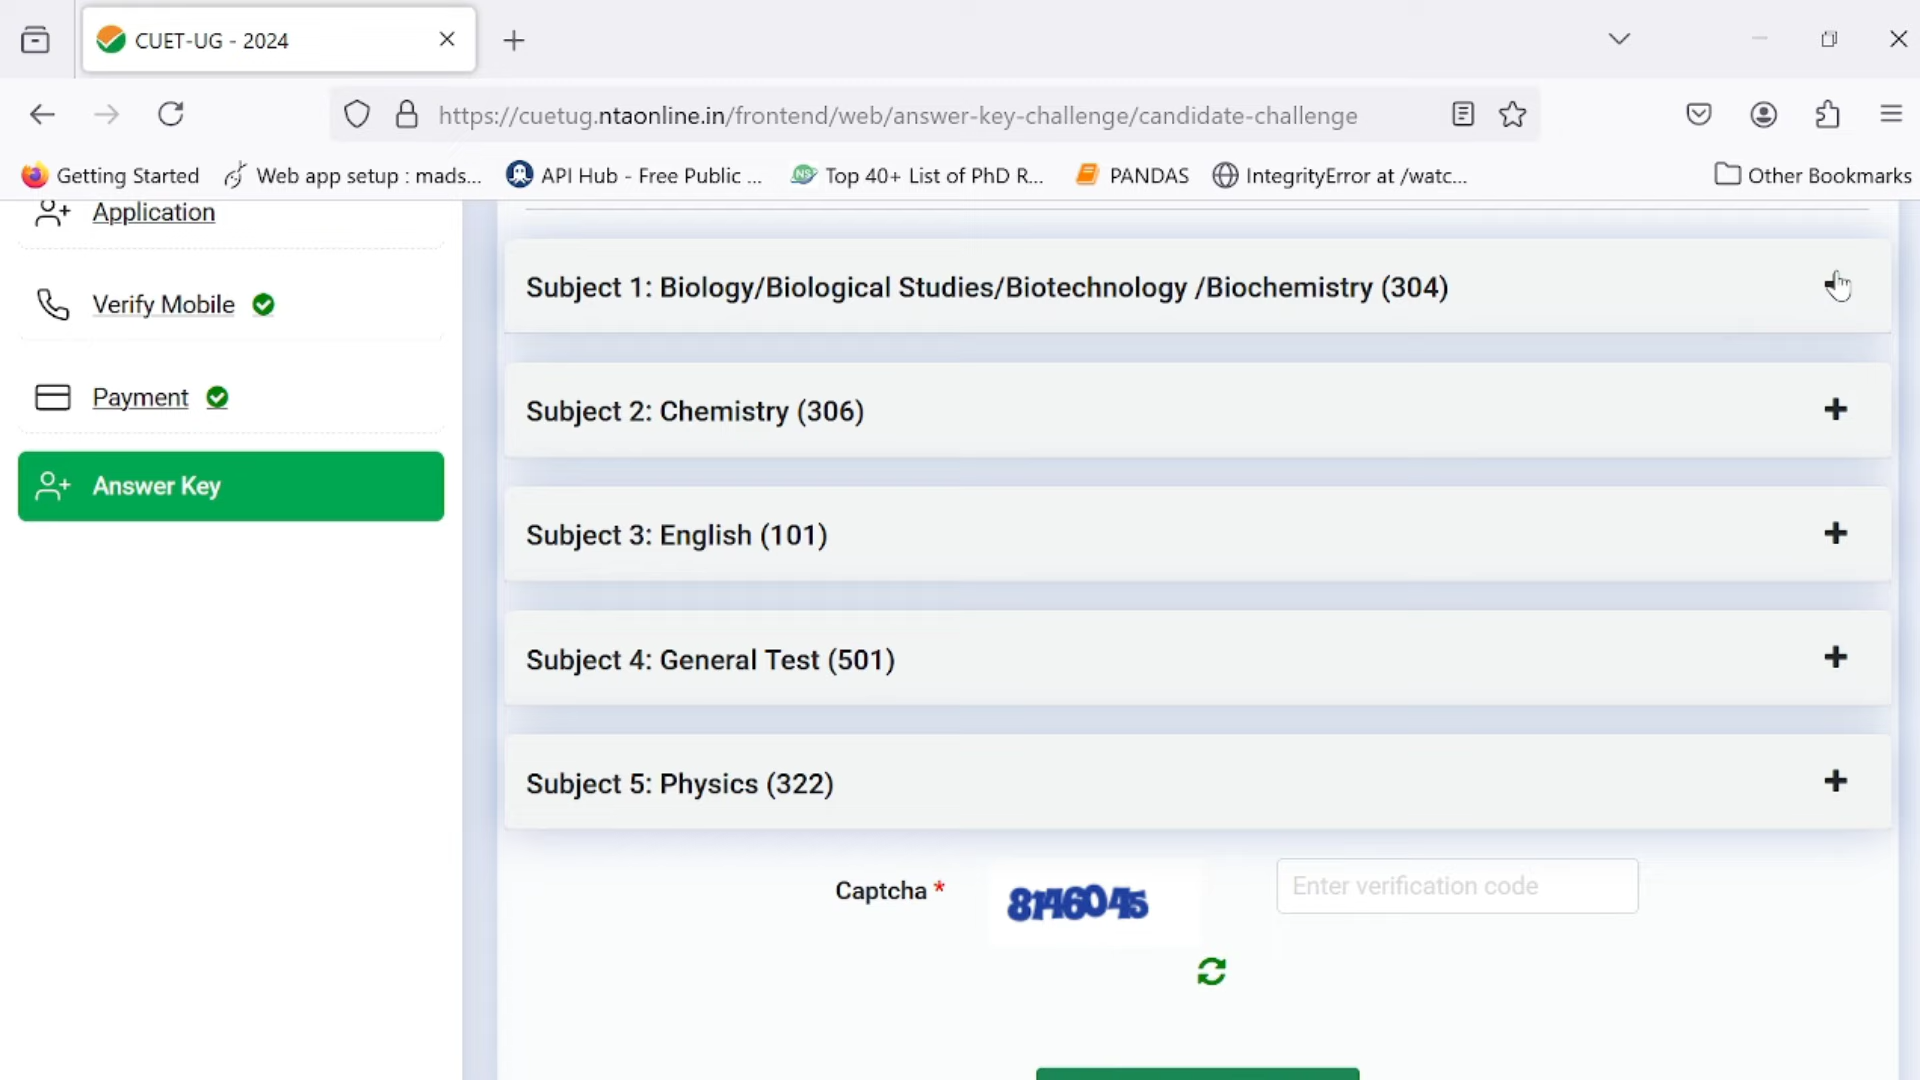 CUET-UG - 2024
https://cuetug.ntaonline.in/frontend/web/answer-key-challenge/candidate-challenge
Getting Started
Web app setup : mads...
API Hub - Free Public ...
Top 40+ List of PhD R...
PANDAS
IntegrityError at /watc...
Other Bookmarks
Application
Verify Mobile
Payment
Answer Key
Subject 1: Biology/Biological Studies/Biotechnology /Biochemistry (304)
Subject 2: Chemistry (306)
Subject 3: English (101)
Subject 4: General Test (501)
Subject 5: Physics (322)
Captcha *
Enter verification code